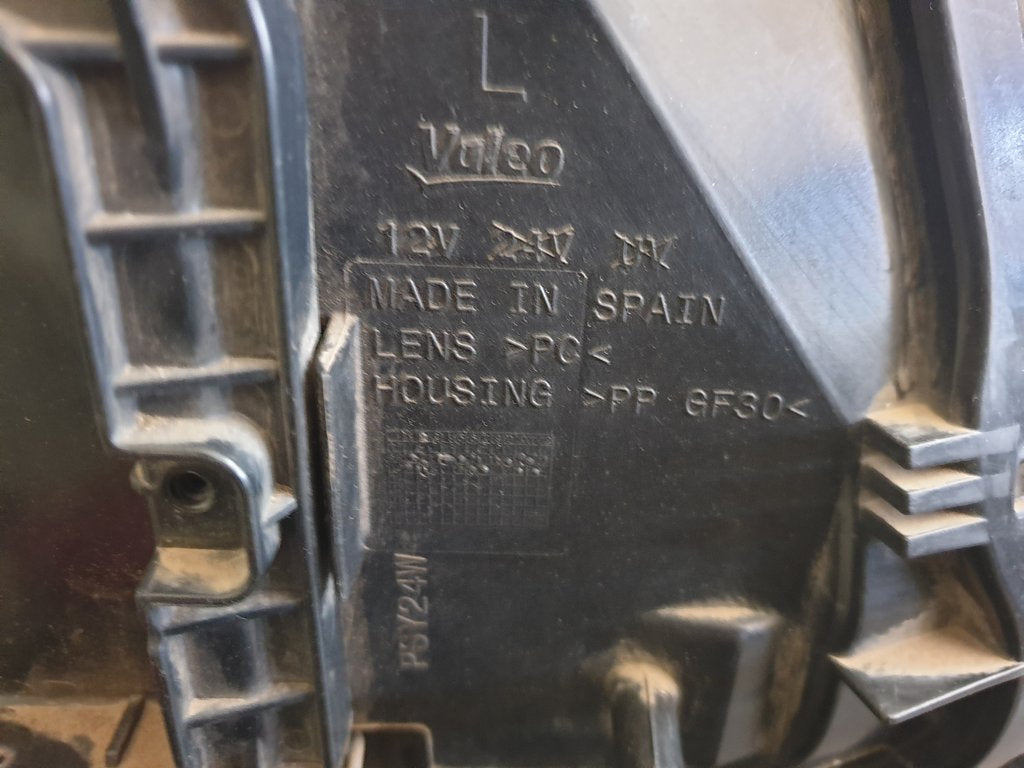 L
Valeo
12V 24V
MADE IN SPAIN
LENS >PC<
HOUSING >PP GF30<
PSY24W